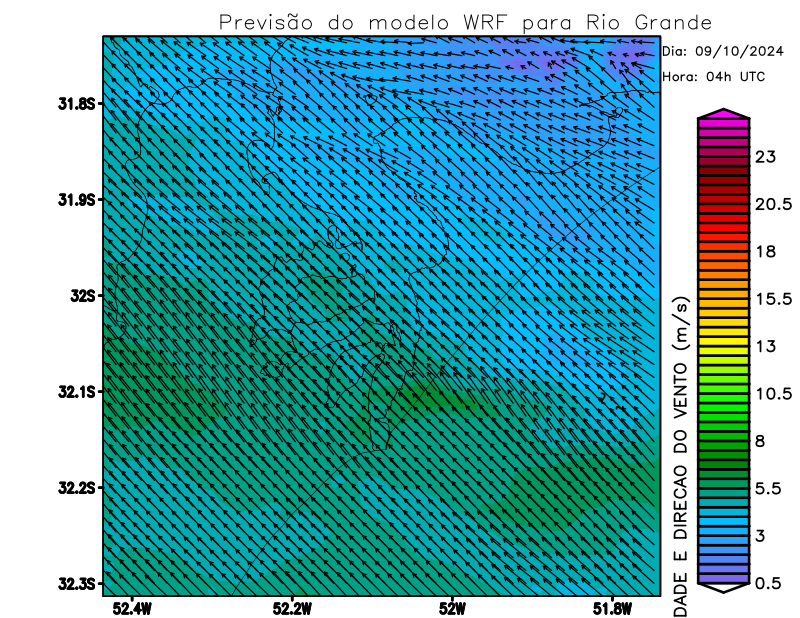 Previsão do modelo WRF para Rio Grande
Dia: 09/10/2024
Hora: 04h UTC
31.8S
31.9S
32S
32.1S
32.2S
32.3S
52.4W
52.2W
52W
51.8W
23
20.5
18
15.5
13
10.5
8
5.5
3
0.5
DADE E DIRECAO DO VENTO (m/s)